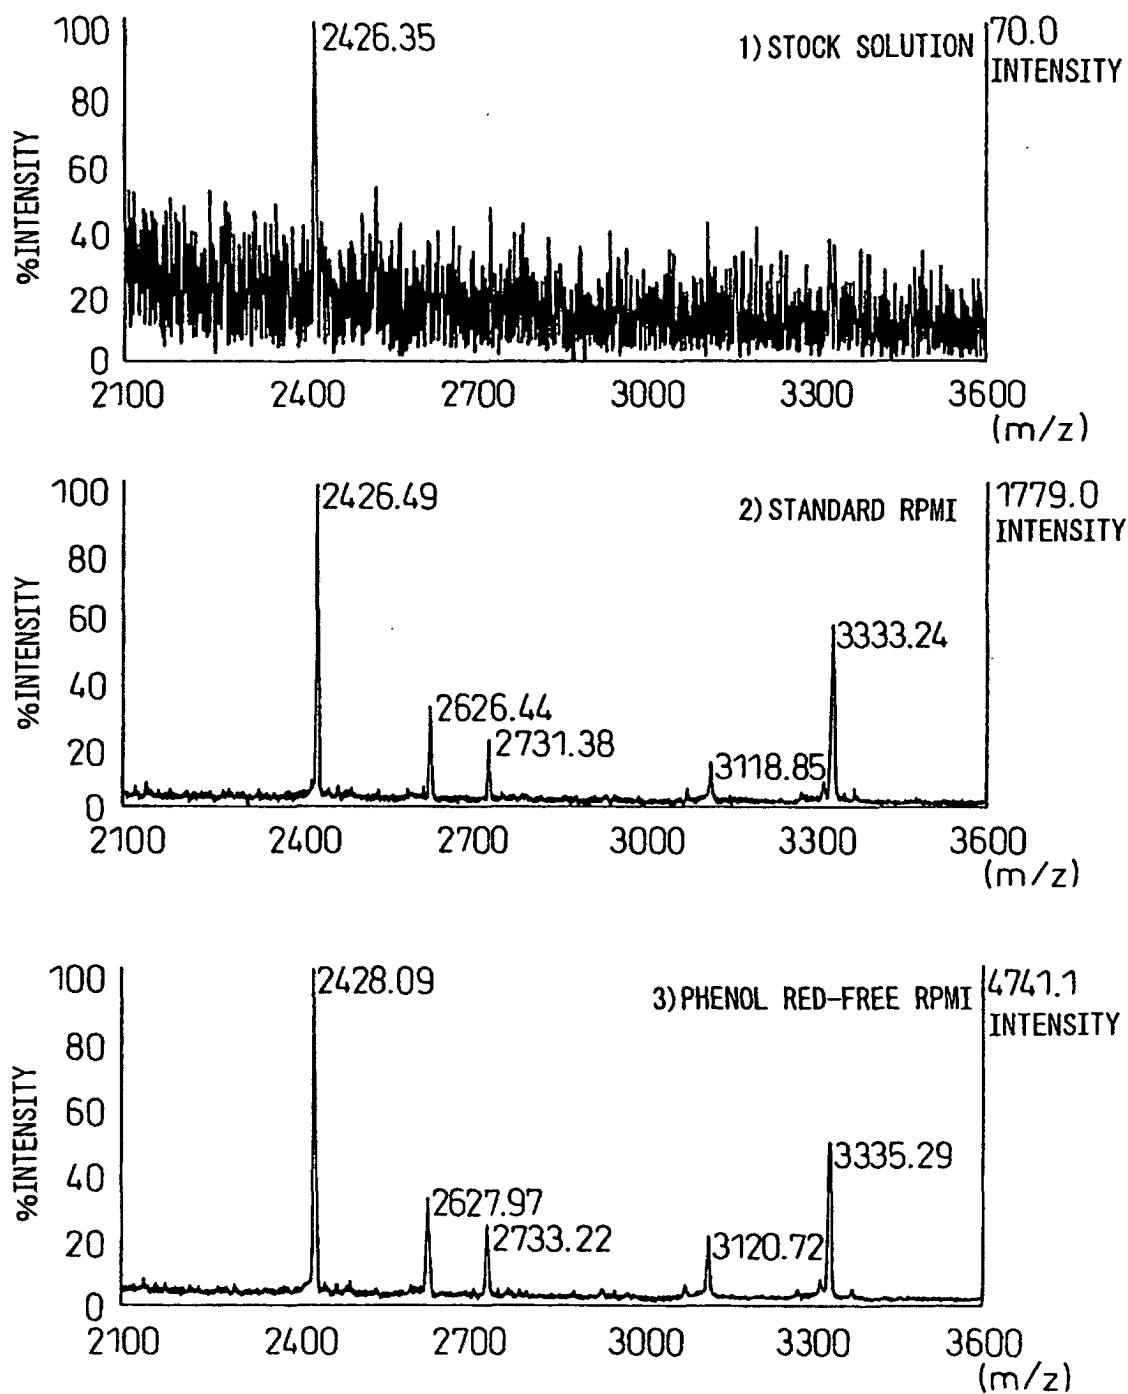 100
80
60
40
20
0
%INTENSITY
2426.35
1) STOCK SOLUTION
70.0
INTENSITY
2100 2400 2700 3000 3300 3600
(m/z)
100
80
60
40
20
0
%INTENSITY
2426.49
2) STANDARD RPMI
1779.0
INTENSITY
3333.24
2626.44
2731.38
3118.85
2100 2400 2700 3000 3300 3600
(m/z)
100
80
60
40
20
0
%INTENSITY
2428.09
3) PHENOL RED-FREE RPMI
4741.1
INTENSITY
3335.29
2627.97
2733.22
3120.72
2100 2400 2700 3000 3300 3600
(m/z)